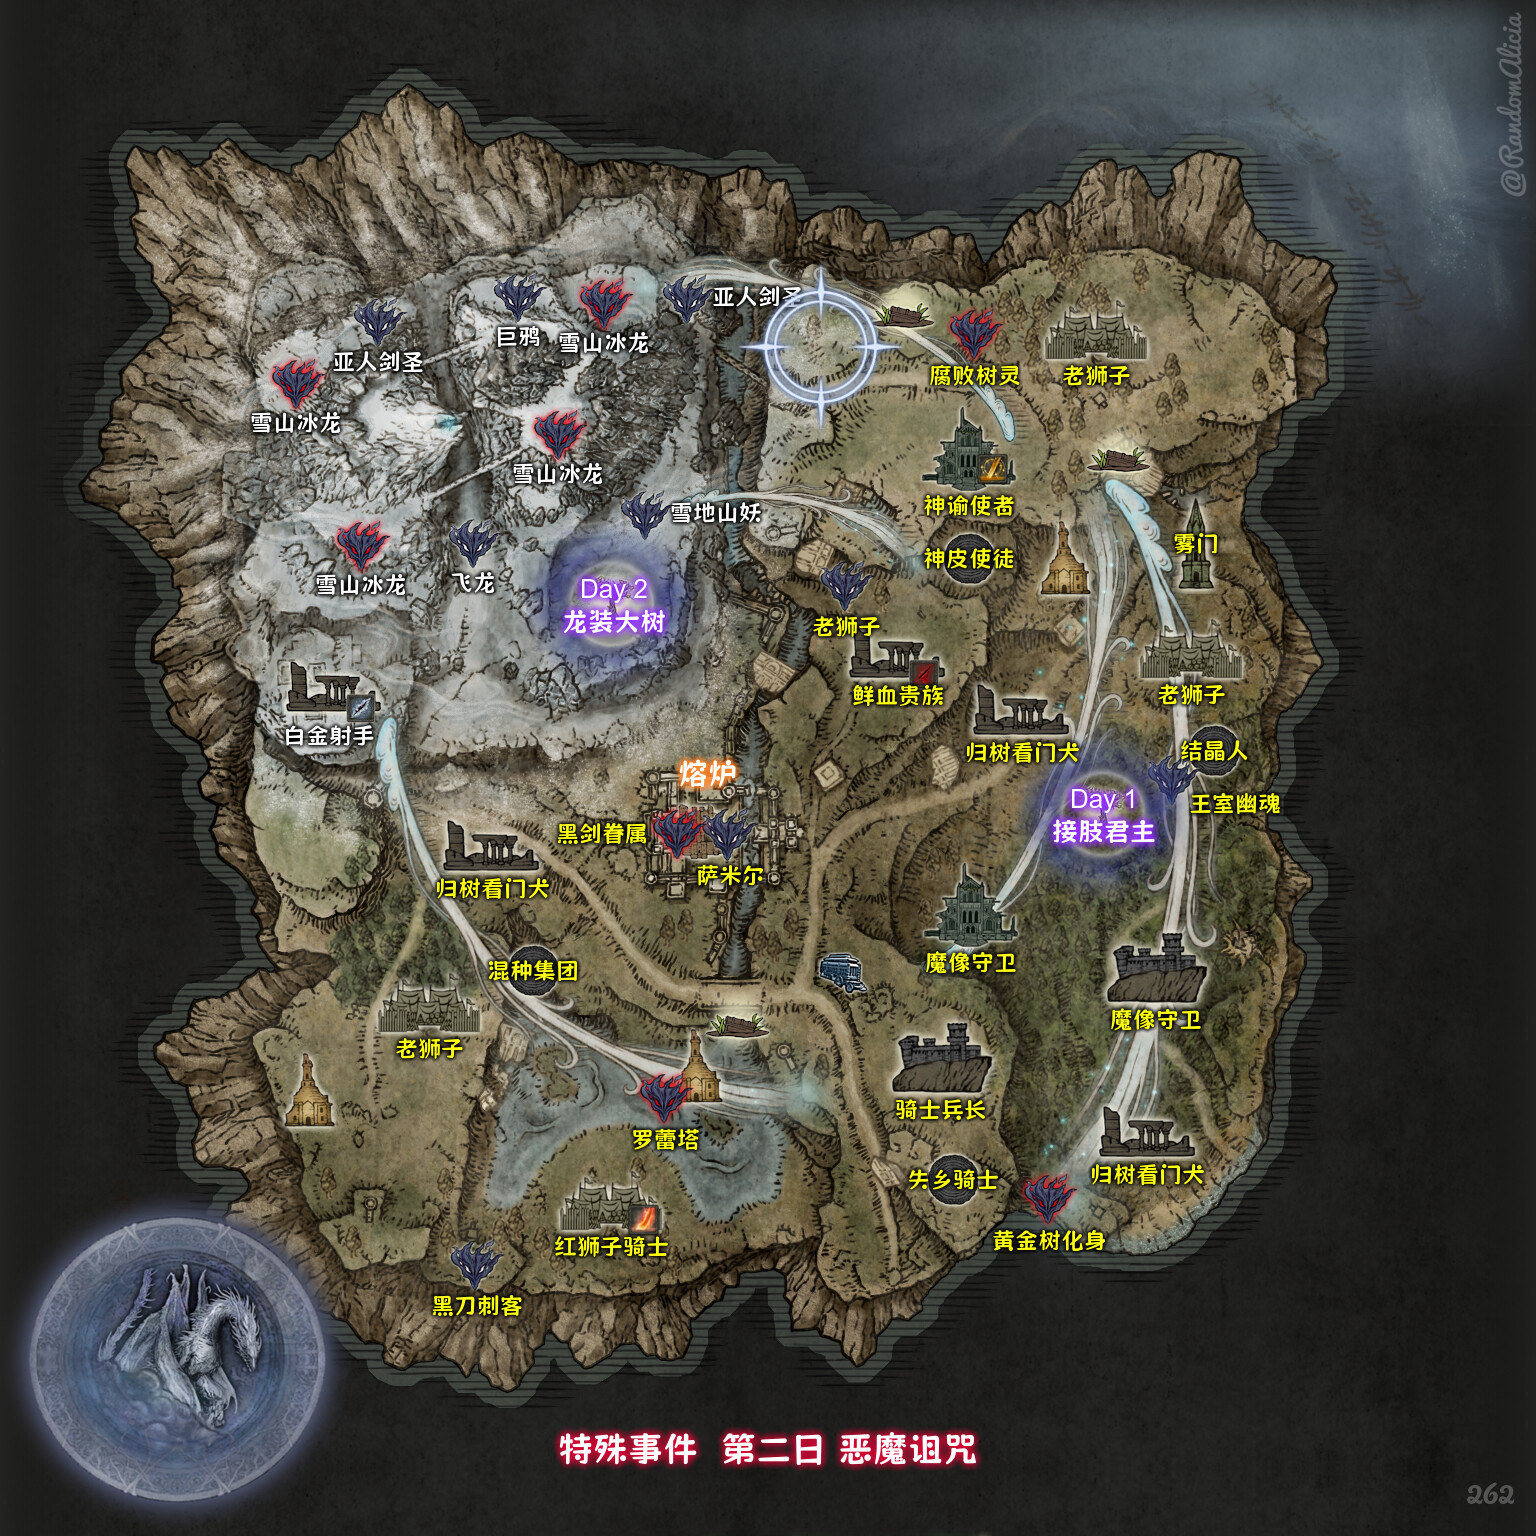 @RandomAlicia
亚人剑圣
巨鸦
雪山冰龙
亚人剑圣
雪山冰龙
腐败树灵
老狮子
雪山冰龙
神谕使者
雪地山妖
雾门
神皮使徒
雪山冰龙
飞龙
Day 2
龙装大树
老狮子
鲜血贵族
老狮子
白金射手
归树看门犬
结晶人
熔炉
Day 1
接肢君主
王室幽魂
黑剑眷属
萨米尔
归树看门犬
魔像守卫
混种集团
魔像守卫
老狮子
骑士兵长
罗蕾塔
失乡骑士
归树看门犬
红狮子骑士
黄金树化身
黑刀刺客
特殊事件 第二日 恶魔诅咒
262